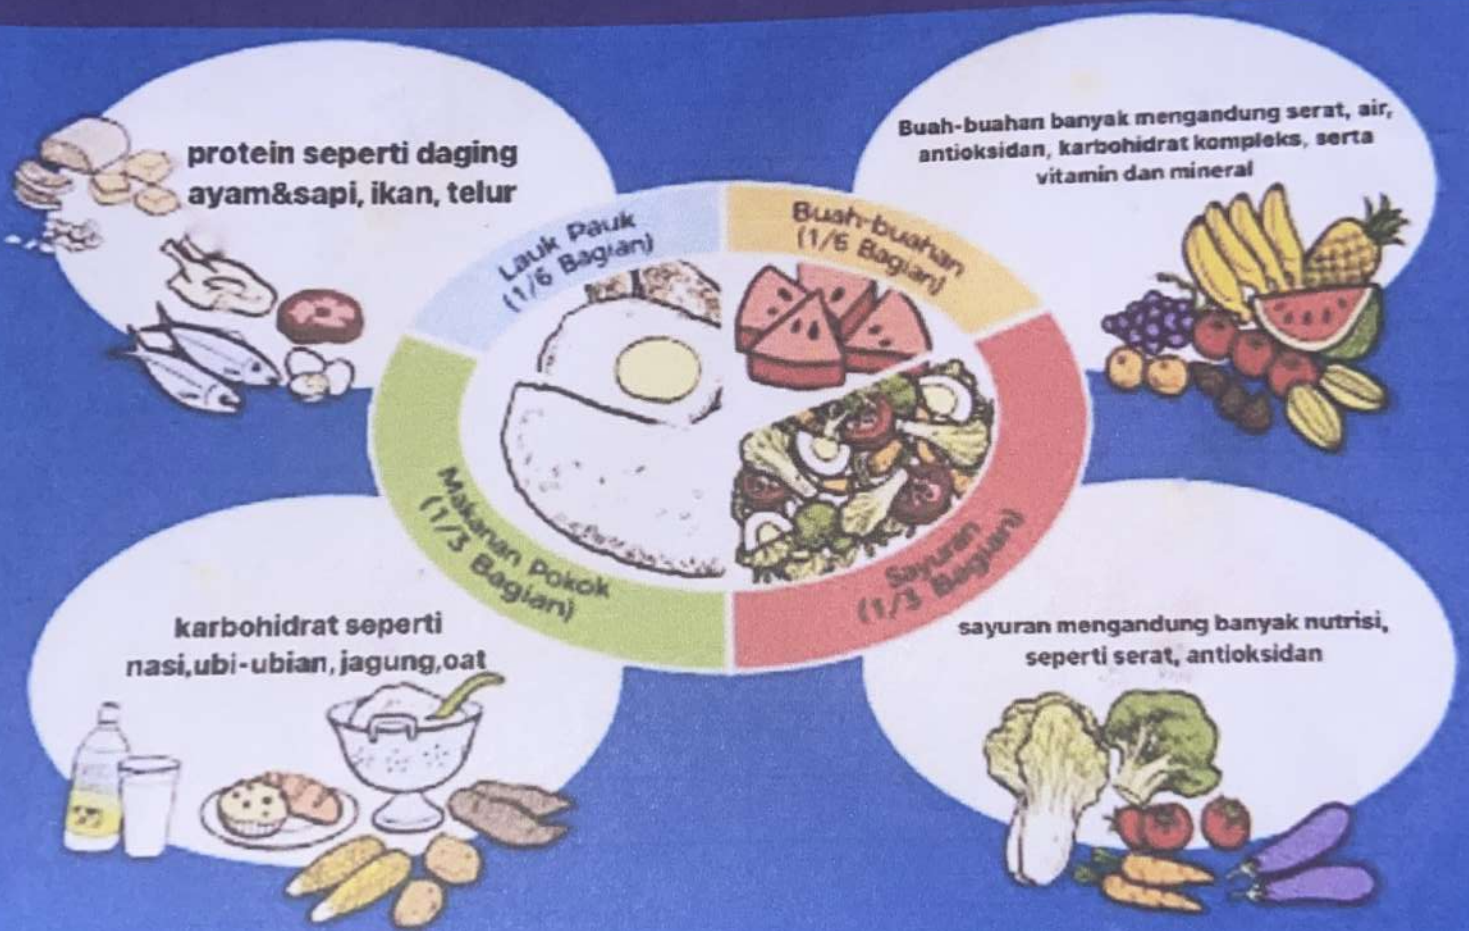 protein seperti daging
ayam&sapi, ikan, telur
Buah-buahan banyak mengandung serat, air,
antioksidan, karbohidrat kompleks, serta
vitamin dan mineral
Lauk Pauk
(1/6 Bagian)
Buah-buahan
(1/6 Bagian)
Makanan Pokok
(1/3 Bagian)
Sayuran
(1/3 Bagian)
karbohidrat seperti
nasi,ubi-ubian,jagung,oat
sayuran mengandung banyak nutrisi,
seperti serat, antioksidan